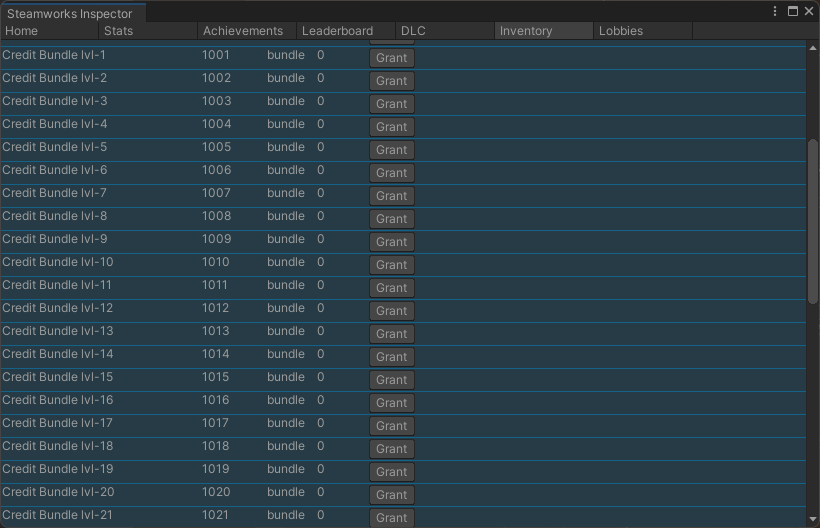 Steamworks Inspector
Home Stats Achievements Leaderboard DLC Inventory Lobbies
Credit Bundle lvl-1 1001 bundle 0 Grant
Credit Bundle lvl-2 1002 bundle 0 Grant
Credit Bundle lvl-3 1003 bundle 0 Grant
Credit Bundle lvl-4 1004 bundle 0 Grant
Credit Bundle lvl-5 1005 bundle 0 Grant
Credit Bundle lvl-6 1006 bundle 0 Grant
Credit Bundle lvl-7 1007 bundle 0 Grant
Credit Bundle lvl-8 1008 bundle 0 Grant
Credit Bundle lvl-9 1009 bundle 0 Grant
Credit Bundle lvl-10 1010 bundle 0 Grant
Credit Bundle lvl-11 1011 bundle 0 Grant
Credit Bundle lvl-12 1012 bundle 0 Grant
Credit Bundle lvl-13 1013 bundle 0 Grant
Credit Bundle lvl-14 1014 bundle 0 Grant
Credit Bundle lvl-15 1015 bundle 0 Grant
Credit Bundle lvl-16 1016 bundle 0 Grant
Credit Bundle lvl-17 1017 bundle 0 Grant
Credit Bundle lvl-18 1018 bundle 0 Grant
Credit Bundle lvl-19 1019 bundle 0 Grant
Credit Bundle lvl-20 1020 bundle 0 Grant
Credit Bundle lvl-21 1021 bundle 0 Grant